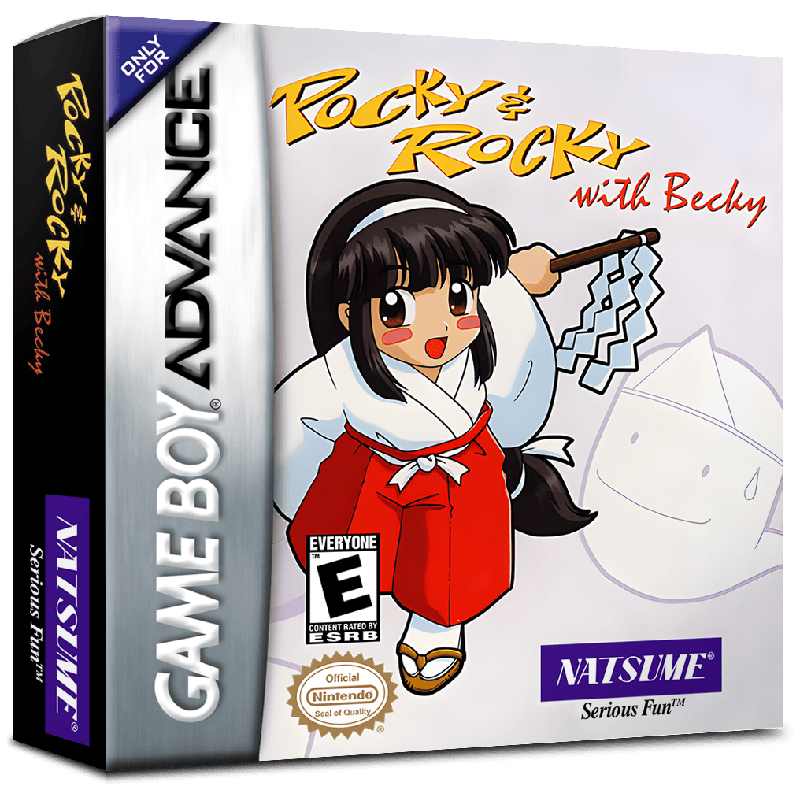 POCKY &
ROCKY
with Becky
NATSUME®
Serious Fun™
ONLY
FOR
GAME BOY® ADVANCE
POCKY &
ROCKY
with Becky
EVERYONE
™
E
CONTENT RATED BY
ESRB
Official
Nintendo
Seal of Quality
®
NATSUME®
Serious Fun™